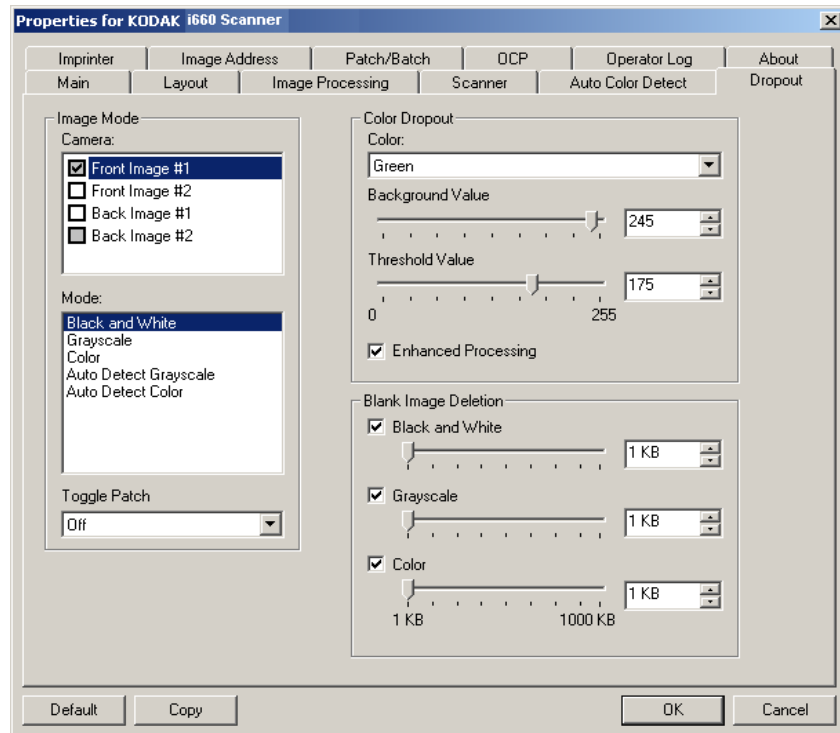 Properties for KODAK i660 Scanner
Imprinter
Image Address
Patch/Batch
OCP
Operator Log
About
Main
Layout
Image Processing
Scanner
Auto Color Detect
Dropout
Image Mode
Camera:
Front Image #1
Front Image #2
Back Image #1
Back Image #2
Mode:
Black and White
Grayscale
Color
Auto Detect Grayscale
Auto Detect Color
Toggle Patch
Off
Color Dropout
Color:
Green
Background Value
245
Threshold Value
175
0 255
Enhanced Processing
Blank Image Deletion
Black and White
1 KB
Grayscale
1 KB
Color
1 KB
1 KB 1000 KB
Default
Copy
OK
Cancel